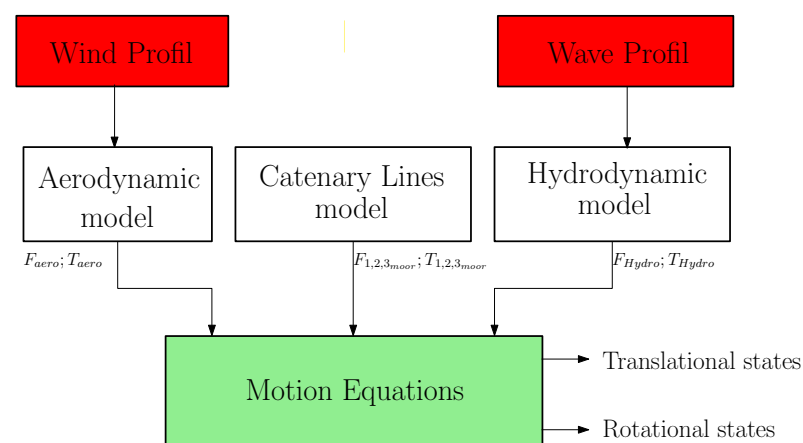 Wind Profil
Wave Profil
Aerodynamic
model
Catenary Lines
model
Hydrodynamic
model
F_{aero}; T_{aero}
F_{1,2,3_{moor}}; T_{1,2,3_{moor}}
F_{Hydro}; T_{Hydro}
Motion Equations
Translational states
Rotational states